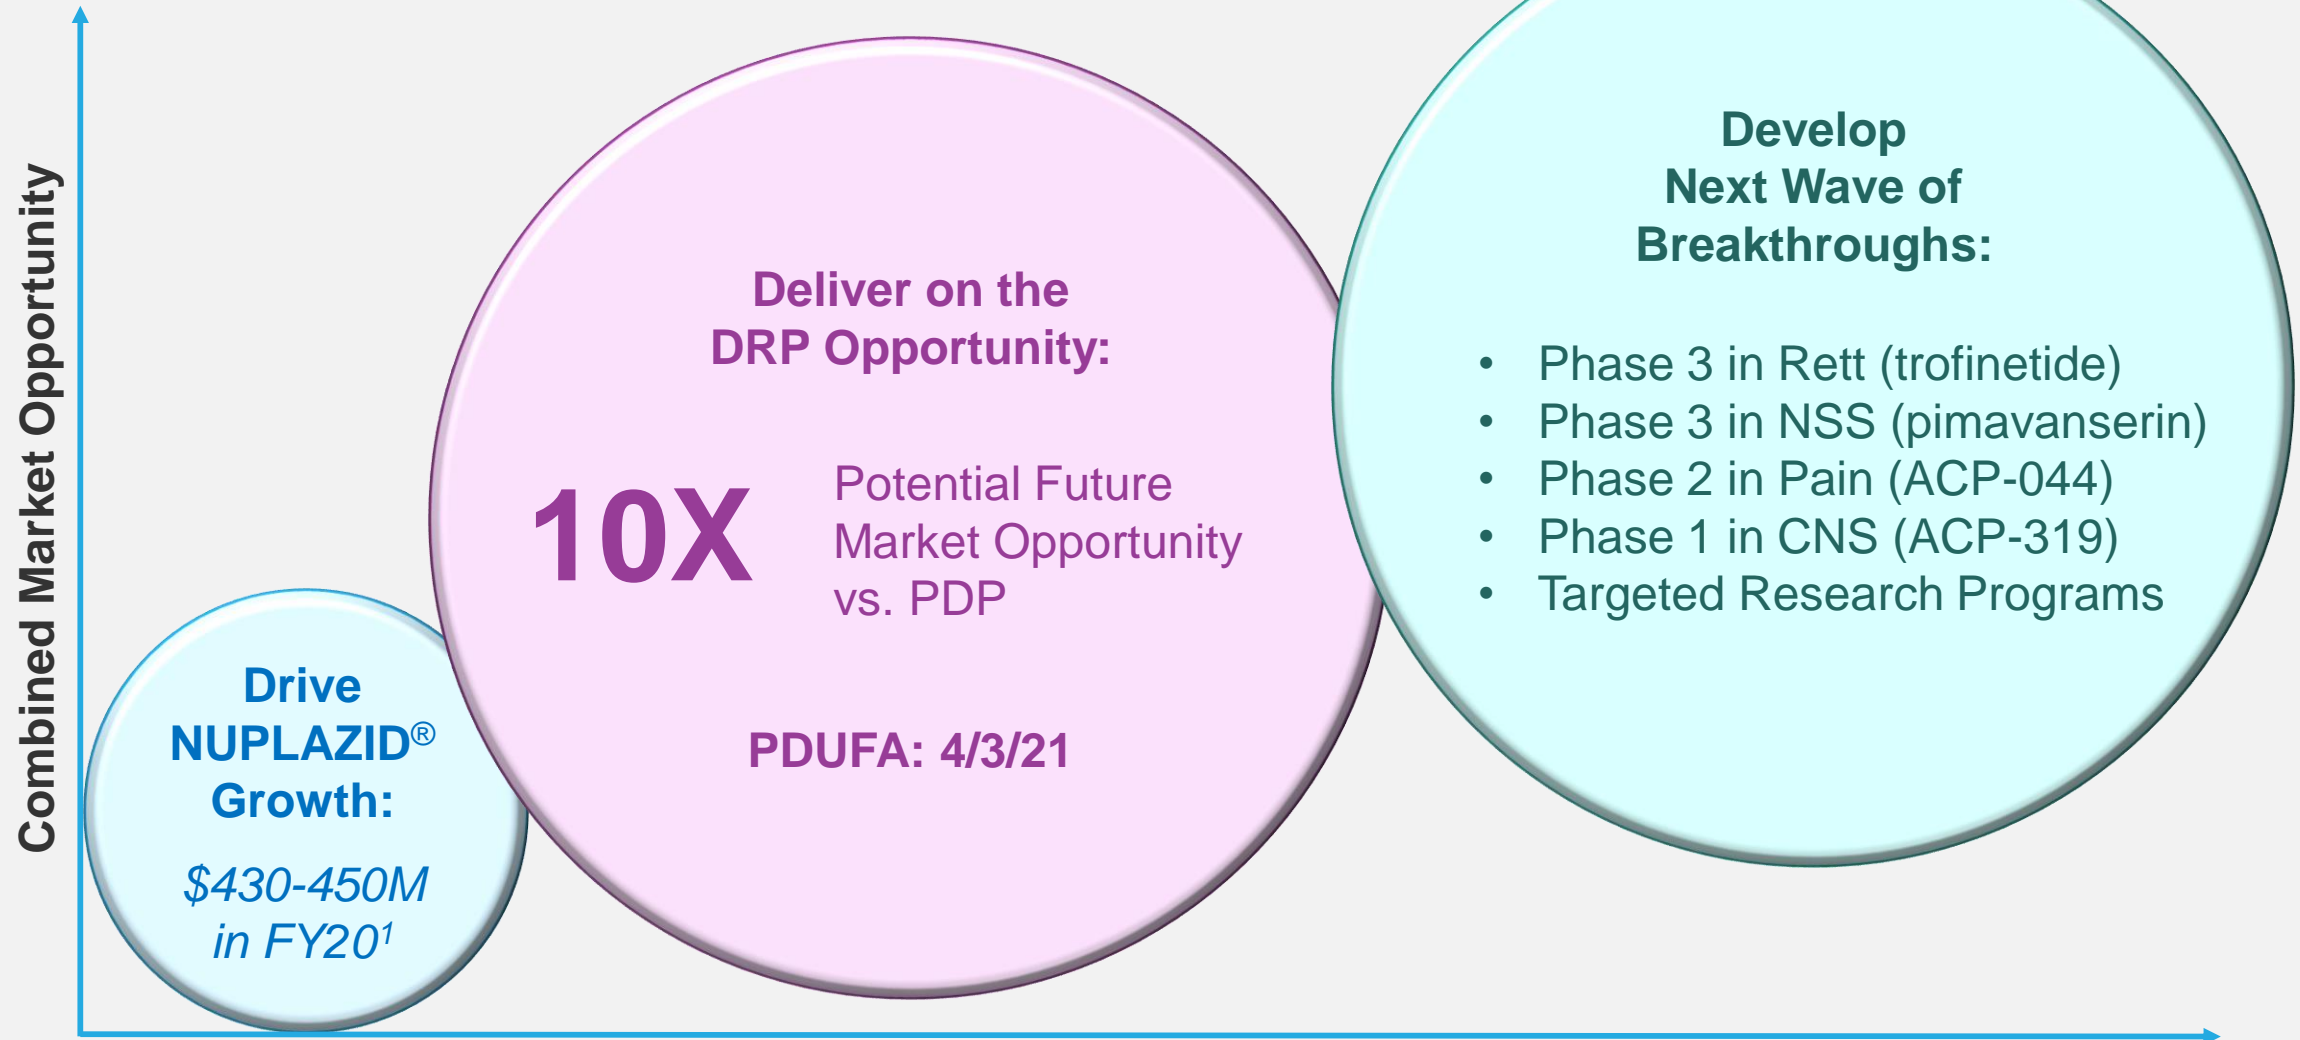 Combined Market Opportunity
Drive
NUPLAZID®
Growth:
$430-450M
in FY20¹
Deliver on the
DRP Opportunity:
10X
Potential Future
Market Opportunity
vs. PDP
PDUFA: 4/3/21
Develop
Next Wave of
Breakthroughs:
• Phase 3 in Rett (trofinetide)
• Phase 3 in NSS (pimavanserin)
• Phase 2 in Pain (ACP-044)
• Phase 1 in CNS (ACP-319)
• Targeted Research Programs